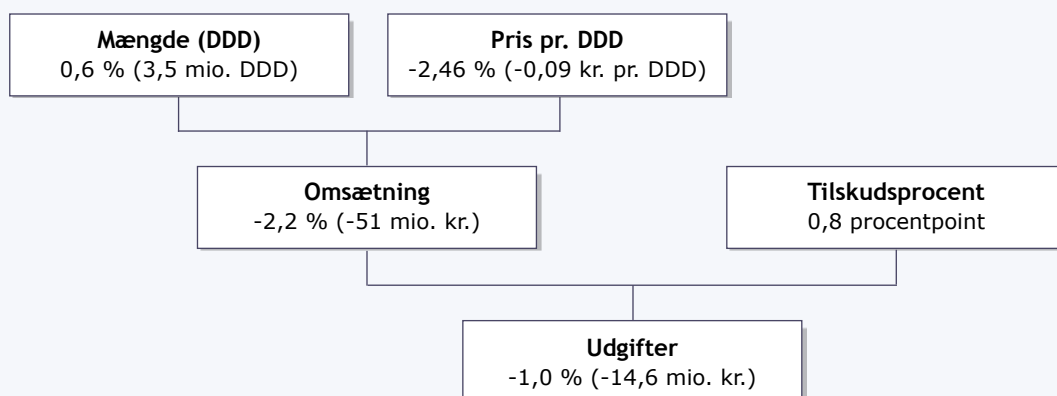 Mængde (DDD)
0,6 % (3,5 mio. DDD)
Pris pr. DDD
-2,46 % (-0,09 kr. pr. DDD)
Omsætning
-2,2 % (-51 mio. kr.)
Tilskudsprocent
0,8 procentpoint
Udgifter
-1,0 % (-14,6 mio. kr.)